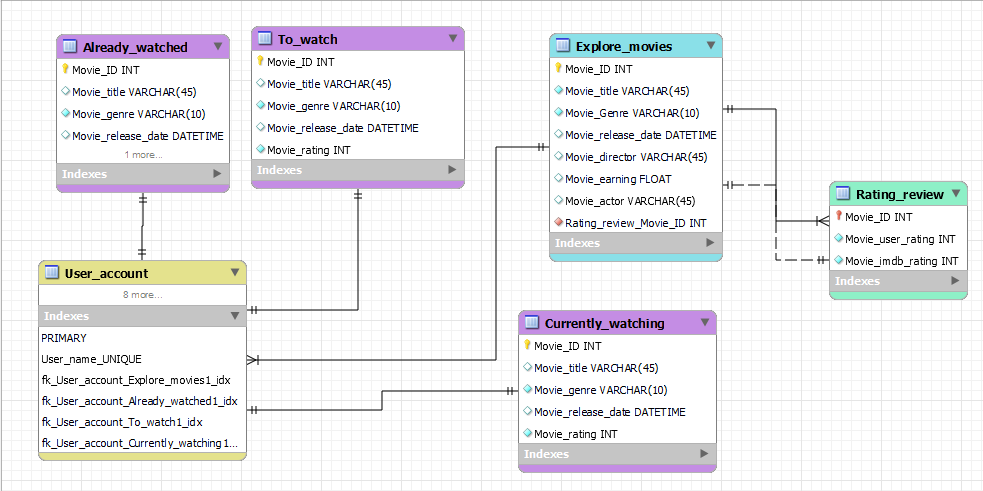 Already_watched
Movie_ID INT
Movie_title VARCHAR(45)
Movie_genre VARCHAR(10)
Movie_release_date DATETIME
1 more...
Indexes
To_watch
Movie_ID INT
Movie_title VARCHAR(45)
Movie_genre VARCHAR(10)
Movie_release_date DATETIME
Movie_rating INT
Indexes
Explore_movies
Movie_ID INT
Movie_title VARCHAR(45)
Movie_Genre VARCHAR(10)
Movie_release_date DATETIME
Movie_director VARCHAR(45)
Movie_earning FLOAT
Movie_actor VARCHAR(45)
Rating_review_Movie_ID INT
Indexes
Rating_review
Movie_ID INT
Movie_user_rating INT
Movie_imdb_rating INT
Indexes
User_account
8 more...
Indexes
PRIMARY
User_name_UNIQUE
fk_User_account_Explore_movies1_idx
fk_User_account_Already_watched1_idx
fk_User_account_To_watch1_idx
fk_User_account_Currently_watching1...
Currently_watching
Movie_ID INT
Movie_title VARCHAR(45)
Movie_genre VARCHAR(10)
Movie_release_date DATETIME
Movie_rating INT
Indexes